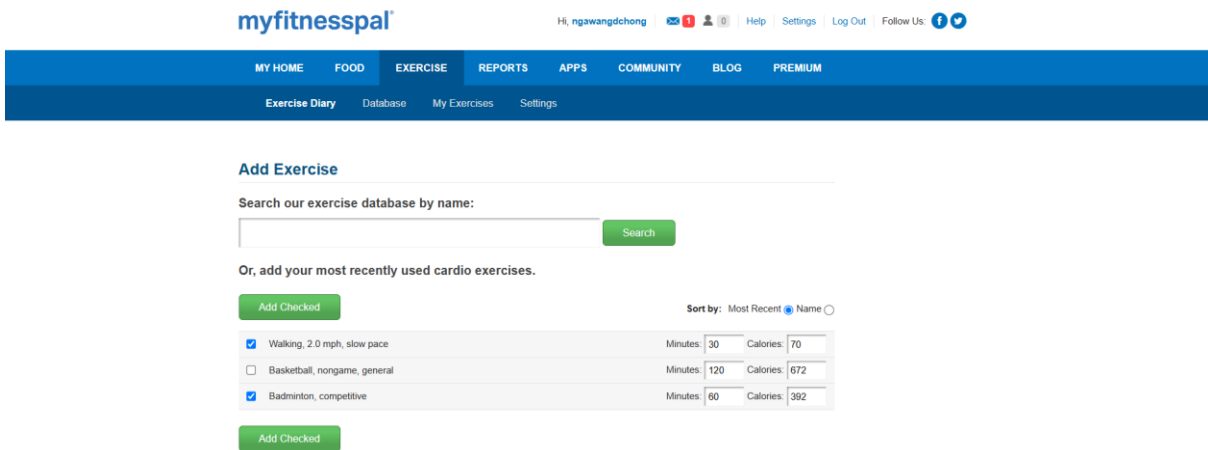 myfitnesspal®
Hi, ngawangdchong 1 0 Help Settings Log Out Follow Us:
MY HOME FOOD EXERCISE REPORTS APPS COMMUNITY BLOG PREMIUM
Exercise Diary Database My Exercises Settings
Add Exercise
Search our exercise database by name:
Search
Or, add your most recently used cardio exercises.
Add Checked Sort by: Most Recent Name
Walking, 2.0 mph, slow pace Minutes: 30 Calories: 70
Basketball, nongame, general Minutes: 120 Calories: 672
Badminton, competitive Minutes: 60 Calories: 392
Add Checked